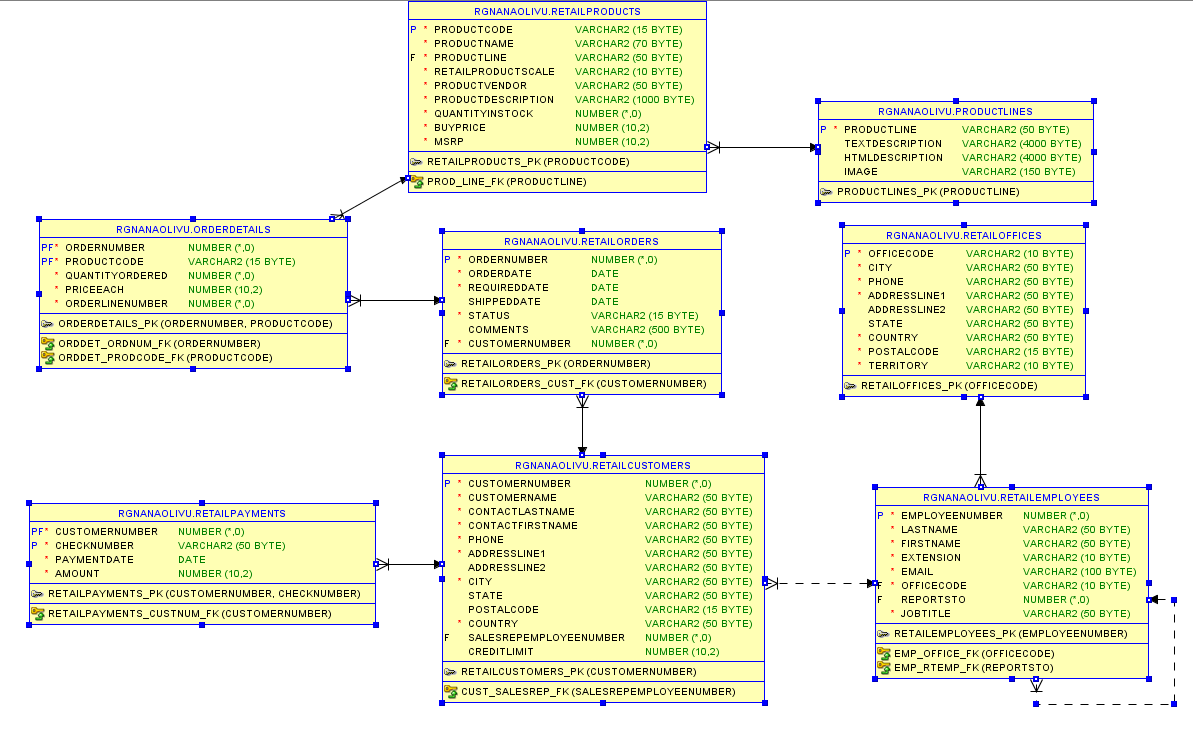 RGNANAOLIVU.RETAILPRODUCTS
P * PRODUCTCODE VARCHAR2 (15 BYTE)
* PRODUCTNAME VARCHAR2 (70 BYTE)
F * PRODUCTLINE VARCHAR2 (50 BYTE)
* RETAILPRODUCTSCALE VARCHAR2 (10 BYTE)
* PRODUCTVENDOR VARCHAR2 (50 BYTE)
* PRODUCTDESCRIPTION VARCHAR2 (1000 BYTE)
* QUANTITYINSTOCK NUMBER (*,0)
* BUYPRICE NUMBER (10,2)
* MSRP NUMBER (10,2)
RETAILPRODUCTS_PK (PRODUCTCODE)
PROD_LINE_FK (PRODUCTLINE)
RGNANAOLIVU.PRODUCTLINES
P * PRODUCTLINE VARCHAR2 (50 BYTE)
TEXTDESCRIPTION VARCHAR2 (4000 BYTE)
HTMLDESCRIPTION VARCHAR2 (4000 BYTE)
IMAGE VARCHAR2 (150 BYTE)
PRODUCTLINES_PK (PRODUCTLINE)
RGNANAOLIVU.ORDERDETAILS
PF* ORDERNUMBER NUMBER (*,0)
PF* PRODUCTCODE VARCHAR2 (15 BYTE)
* QUANTITYORDERED NUMBER (*,0)
* PRICEEACH NUMBER (10,2)
* ORDERLINENUMBER NUMBER (*,0)
ORDERDETAILS_PK (ORDERNUMBER, PRODUCTCODE)
ORDDET_ORDNUM_FK (ORDERNUMBER)
ORDDET_PRODCODE_FK (PRODUCTCODE)
RGNANAOLIVU.RETAILORDERS
P * ORDERNUMBER NUMBER (*,0)
* ORDERDATE DATE
* REQUIREDDATE DATE
SHIPPEDDATE DATE
* STATUS VARCHAR2 (15 BYTE)
COMMENTS VARCHAR2 (500 BYTE)
F * CUSTOMERNUMBER NUMBER (*,0)
RETAILORDERS_PK (ORDERNUMBER)
RETAILORDERS_CUST_FK (CUSTOMERNUMBER)
RGNANAOLIVU.RETAILOFFICES
P * OFFICECODE VARCHAR2 (10 BYTE)
* CITY VARCHAR2 (50 BYTE)
* PHONE VARCHAR2 (50 BYTE)
* ADDRESSLINE1 VARCHAR2 (50 BYTE)
ADDRESSLINE2 VARCHAR2 (50 BYTE)
STATE VARCHAR2 (50 BYTE)
* COUNTRY VARCHAR2 (50 BYTE)
* POSTALCODE VARCHAR2 (15 BYTE)
* TERRITORY VARCHAR2 (10 BYTE)
RETAILOFFICES_PK (OFFICECODE)
RGNANAOLIVU.RETAILPAYMENTS
PF* CUSTOMERNUMBER NUMBER (*,0)
P * CHECKNUMBER VARCHAR2 (50 BYTE)
* PAYMENTDATE DATE
* AMOUNT NUMBER (10,2)
RETAILPAYMENTS_PK (CUSTOMERNUMBER, CHECKNUMBER)
RETAILPAYMENTS_CUSTNUM_FK (CUSTOMERNUMBER)
RGNANAOLIVU.RETAILCUSTOMERS
P * CUSTOMERNUMBER NUMBER (*,0)
* CUSTOMERNAME VARCHAR2 (50 BYTE)
* CONTACTLASTNAME VARCHAR2 (50 BYTE)
* CONTACTFIRSTNAME VARCHAR2 (50 BYTE)
* PHONE VARCHAR2 (50 BYTE)
* ADDRESSLINE1 VARCHAR2 (50 BYTE)
ADDRESSLINE2 VARCHAR2 (50 BYTE)
* CITY VARCHAR2 (50 BYTE)
STATE VARCHAR2 (50 BYTE)
POSTALCODE VARCHAR2 (15 BYTE)
* COUNTRY VARCHAR2 (50 BYTE)
F SALESREPEMPLOYEENUMBER NUMBER (*,0)
CREDITLIMIT NUMBER (10,2)
RETAILCUSTOMERS_PK (CUSTOMERNUMBER)
CUST_SALESREP_FK (SALESREPEMPLOYEENUMBER)
RGNANAOLIVU.RETAILEMPLOYEES
P * EMPLOYEENUMBER NUMBER (*,0)
* LASTNAME VARCHAR2 (50 BYTE)
* FIRSTNAME VARCHAR2 (50 BYTE)
* EXTENSION VARCHAR2 (10 BYTE)
* EMAIL VARCHAR2 (100 BYTE)
F * OFFICECODE VARCHAR2 (10 BYTE)
F REPORTSTO NUMBER (*,0)
* JOBTITLE VARCHAR2 (50 BYTE)
RETAILEMPLOYEES_PK (EMPLOYEENUMBER)
EMP_OFFICE_FK (OFFICECODE)
EMP_RTEMP_FK (REPORTSTO)